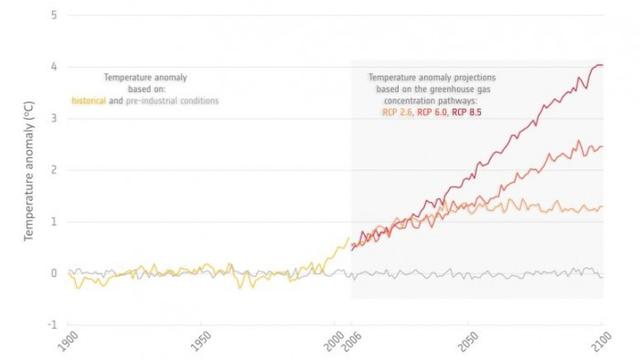 5
4
3
2
1
0
-1
Temperature anomaly (°C)
Temperature anomaly
based on:
historical and pre-industrial conditions
Temperature anomaly projections
based on the greenhouse gas
concentration pathways:
RCP 2.6, RCP 6.0, RCP 8.5
1900
1950
2000
2006
2050
2100